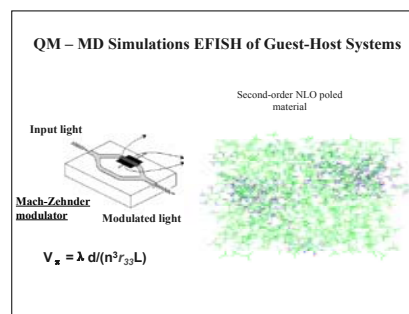 QM – MD Simulations EFISH of Guest-Host Systems
Second-order NLO poled
material
Input light
Mach-Zehnder
modulator
Modulated light
V_π = λ d/(n³r₃₃L)